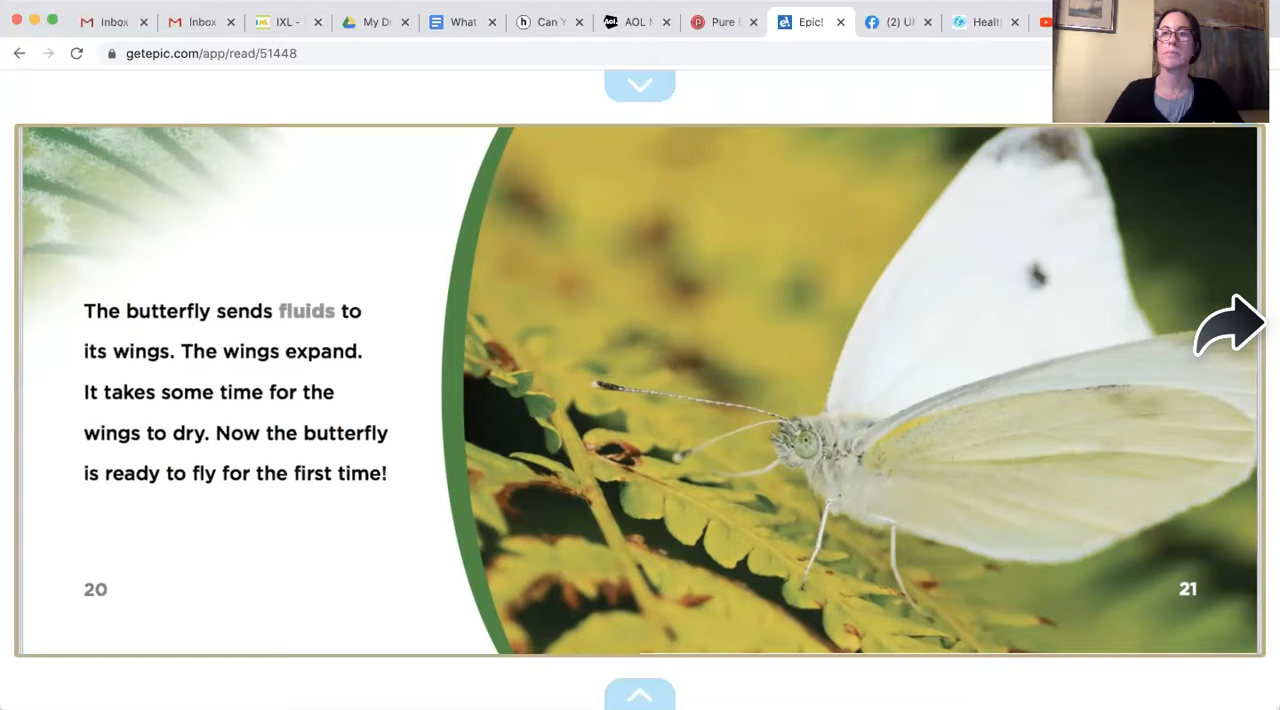 Inbox
Inbox
IXL -
My D
What
Can Y
AOL
Pure
Epic!
(2) U
Healt
getepic.com/app/read/51448
The butterfly sends fluids to
its wings. The wings expand.
It takes some time for the
wings to dry. Now the butterfly
is ready to fly for the first time!
20
21